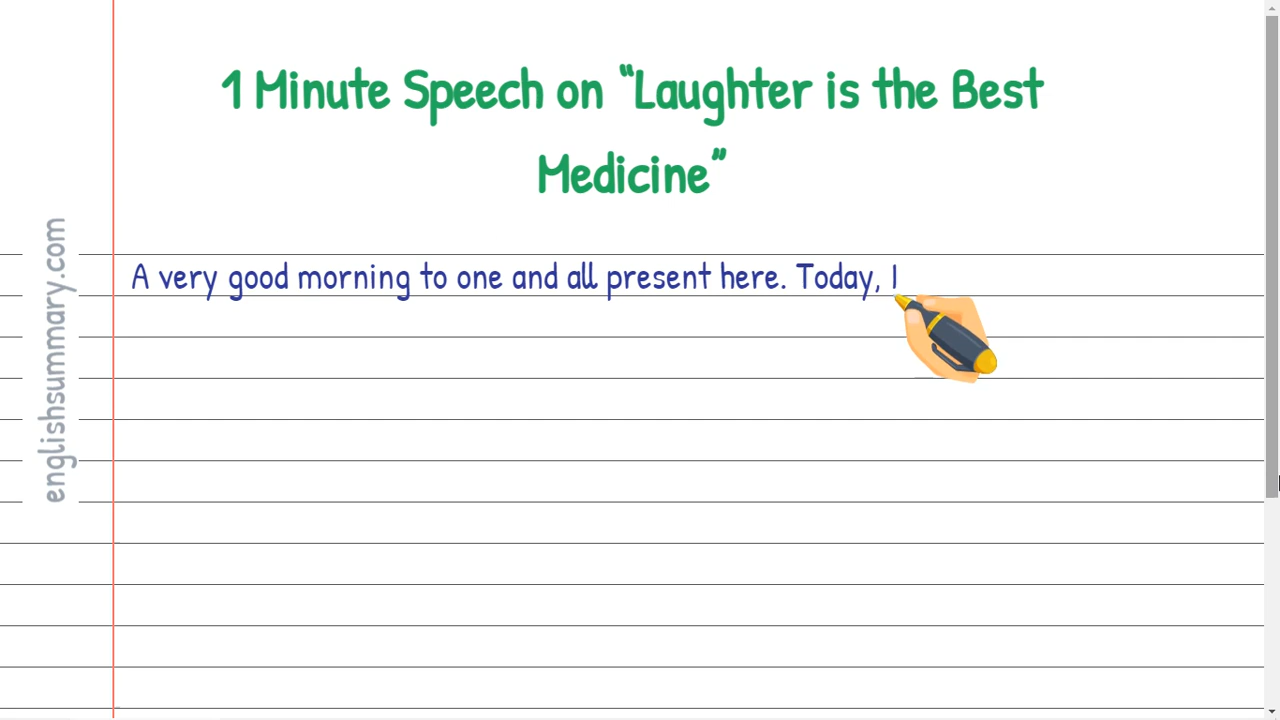 1 Minute Speech on “Laughter is the Best
Medicine”
englishsummary.com
A very good morning to one and all present here. Today, I